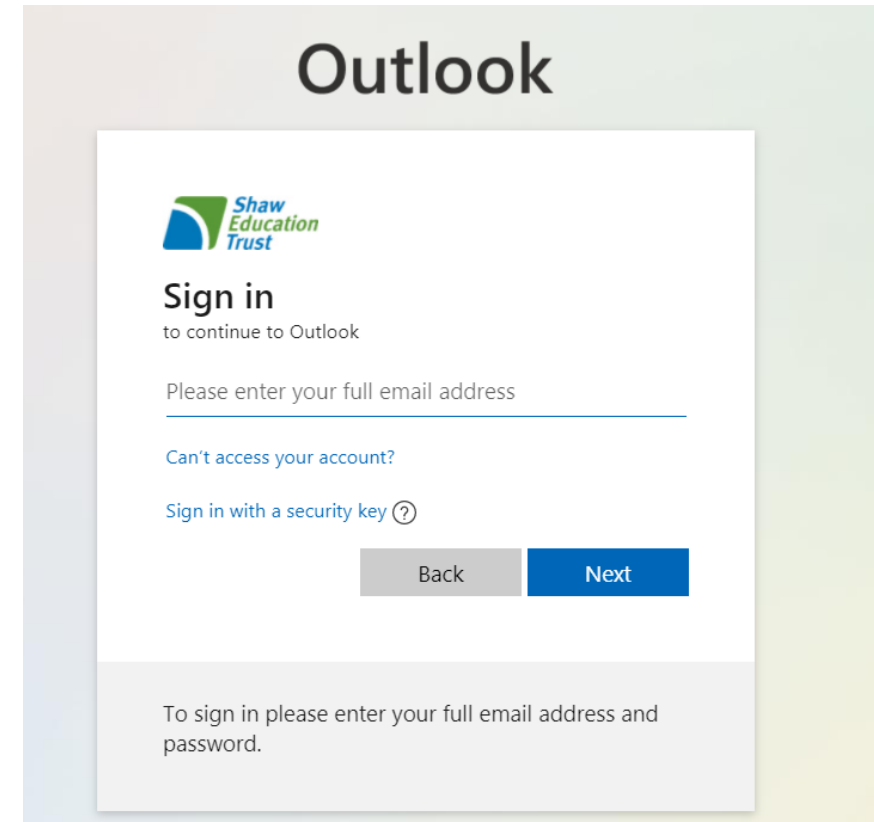 Outlook
Shaw
Education
Trust
Sign in
to continue to Outlook
Please enter your full email address
Can't access your account?
Sign in with a security key ?
Back
Next
To sign in please enter your full email address and
password.